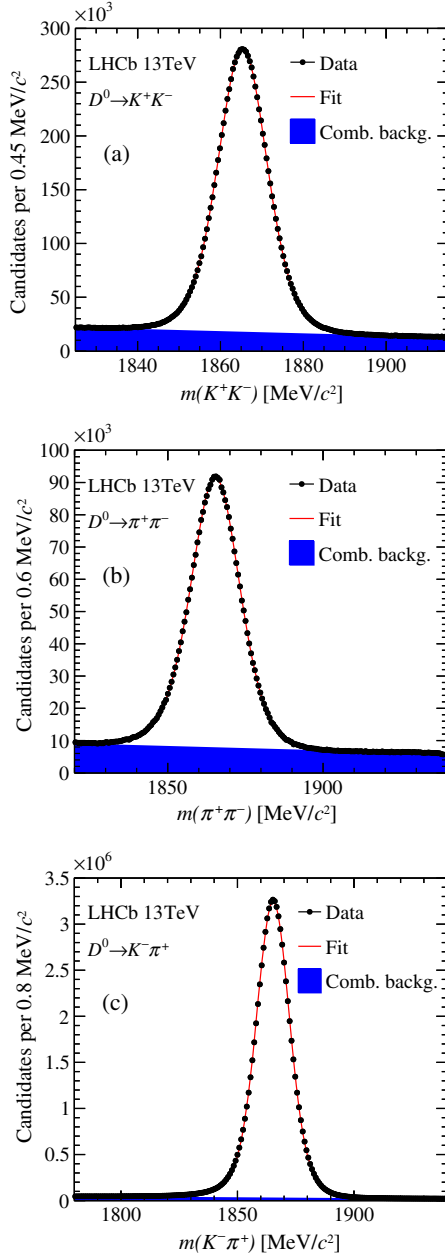 ×10³
300
250
200
150
100
50
0
Candidates per 0.45 MeV/c²
LHCb 13TeV
D⁰→K⁺K⁻
(a)
Data
Fit
Comb. backg.
1840 1860 1880 1900
m(K⁺K⁻) [MeV/c²]
×10³
100
90
80
70
60
50
40
30
20
10
0
Candidates per 0.6 MeV/c²
LHCb 13TeV
D⁰→π⁺π⁻
(b)
Data
Fit
Comb. backg.
1850 1900
m(π⁺π⁻) [MeV/c²]
×10⁶
3.5
3
2.5
2
1.5
1
0.5
0
Candidates per 0.8 MeV/c²
LHCb 13TeV
D⁰→K⁻π⁺
(c)
Data
Fit
Comb. backg.
1800 1850 1900
m(K⁻π⁺) [MeV/c²]